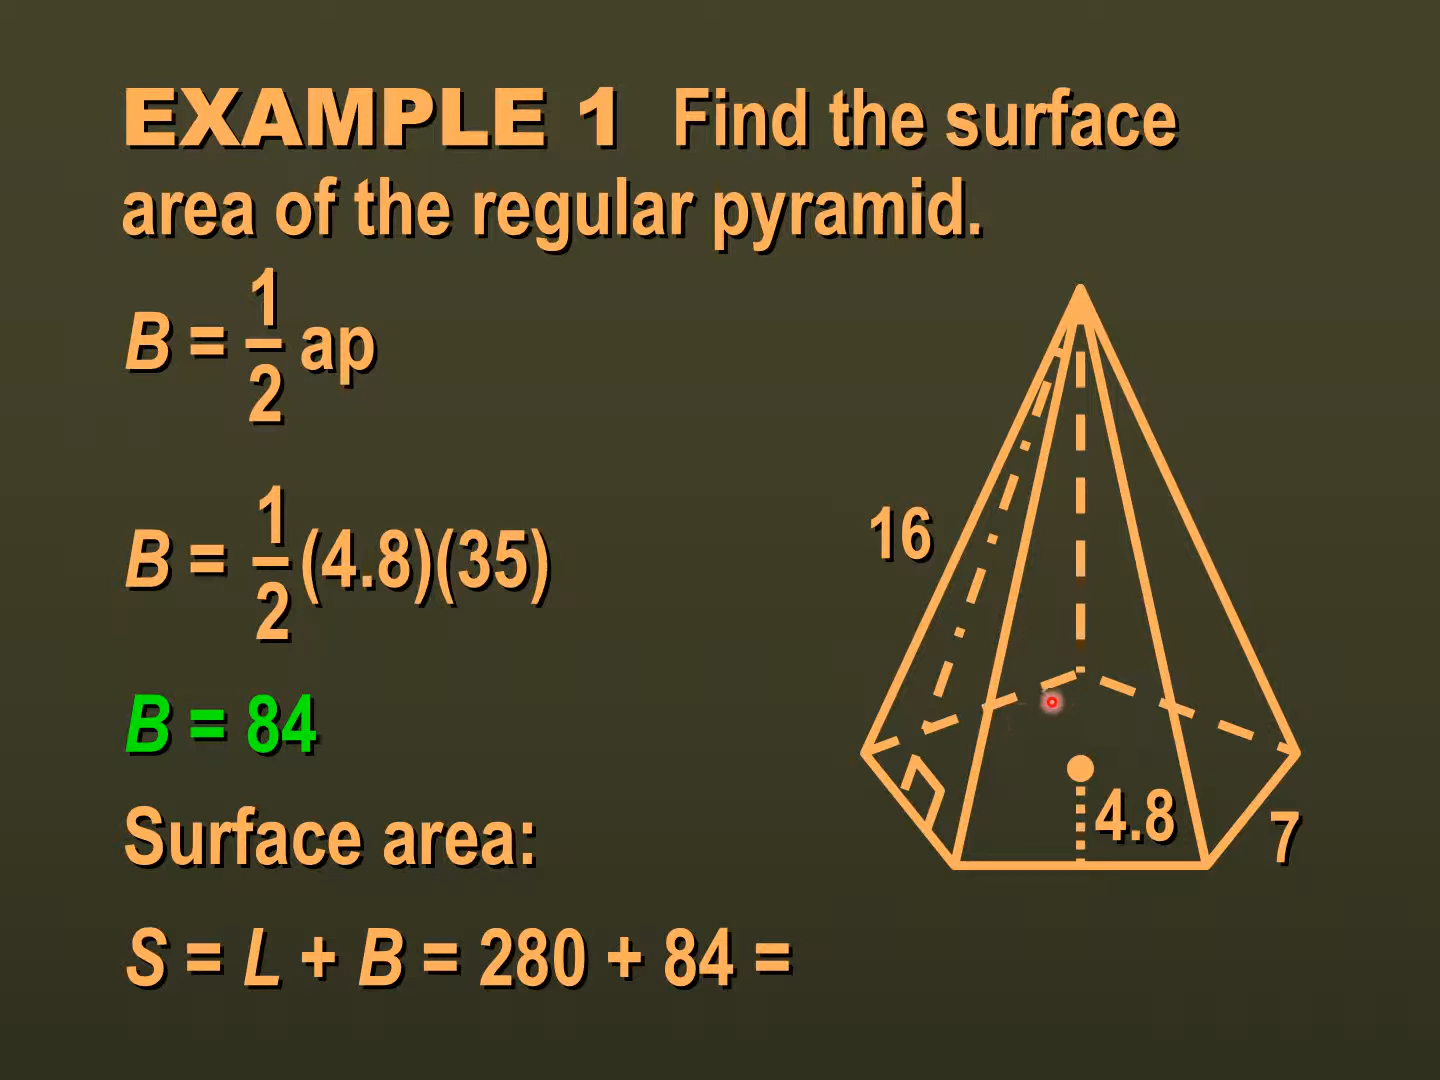 EXAMPLE 1 Find the surface
area of the regular pyramid.
B = 1/2 ap
B = 1/2 (4.8)(35)
B = 84
Surface area:
S = L + B = 280 + 84 =
16
4.8
7